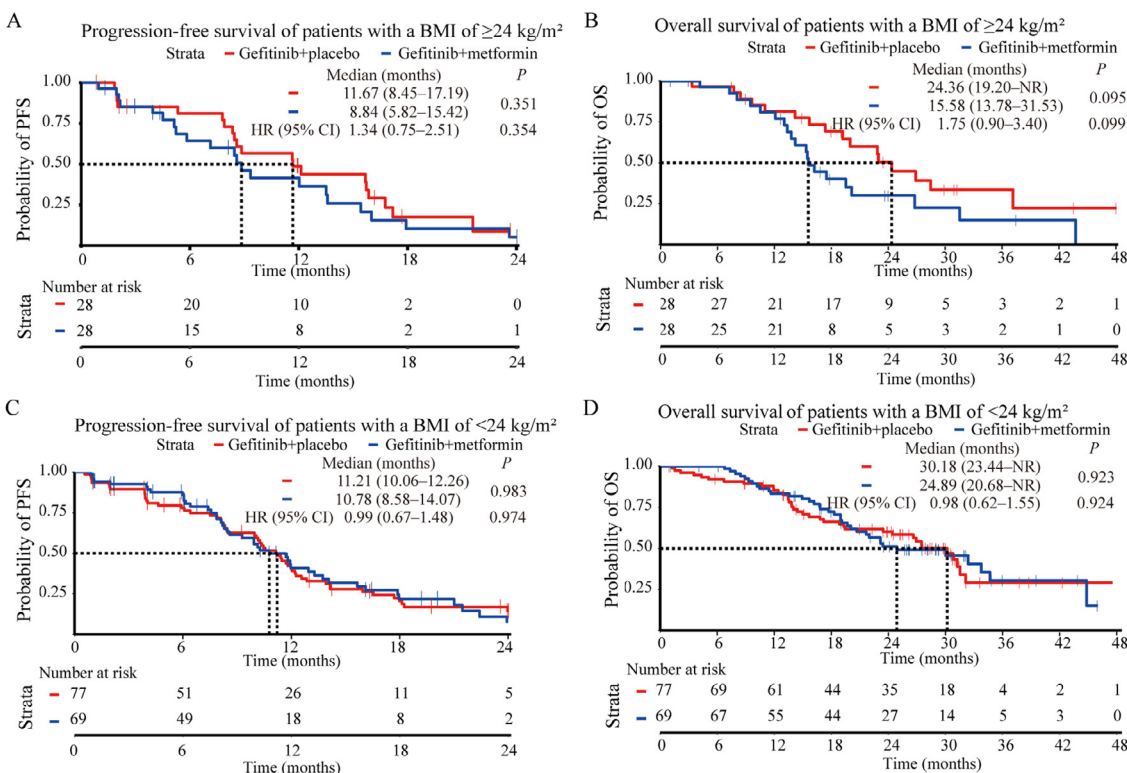 A
Progression-free survival of patients with a BMI of ≥24 kg/m²
Strata Gefitinib+placebo Gefitinib+metformin
Median (months) P
11.67 (8.45–17.19)
0.351
8.84 (5.82–15.42)
HR (95% CI) 1.34 (0.75–2.51) 0.354
Probability of PFS
1.00
0.75
0.50
0.25
0 6 12 18 24
Time (months)
Number at risk
Strata
28 20 10 2 0
28 15 8 2 1
0 6 12 18 24
Time (months)
B
Overall survival of patients with a BMI of ≥24 kg/m²
Strata Gefitinib+placebo Gefitinib+metformin
Median (months) P
24.36 (19.20–NR)
0.095
15.58 (13.78–31.53)
HR (95% CI) 1.75 (0.90–3.40) 0.099
Probability of OS
1.00
0.75
0.50
0.25
0 6 12 18 24 30 36 42 48
Time (months)
Number at risk
Strata
28 27 21 17 9 5 3 2 1
28 25 21 8 5 3 2 1 0
0 6 12 18 24 30 36 42 48
Time (months)
C
Progression-free survival of patients with a BMI of <24 kg/m²
Strata Gefitinib+placebo Gefitinib+metformin
Median (months) P
11.21 (10.06–12.26)
0.983
10.78 (8.58–14.07)
HR (95% CI) 0.99 (0.67–1.48) 0.974
Probability of PFS
1.00
0.75
0.50
0.25
0 6 12 18 24
Time (months)
Number at risk
Strata
77 51 26 11 5
69 49 18 8 2
0 6 12 18 24
Time (months)
D
Overall survival of patients with a BMI of <24 kg/m²
Strata Gefitinib+placebo Gefitinib+metformin
Median (months) P
30.18 (23.44–NR)
0.923
24.89 (20.68–NR)
HR (95% CI) 0.98 (0.62–1.55) 0.924
Probability of OS
1.00
0.75
0.50
0.25
0 6 12 18 24 30 36 42 48
Time (months)
Number at risk
Strata
77 69 61 44 35 18 4 2 1
69 67 55 44 27 14 5 3 0
0 6 12 18 24 30 36 42 48
Time (months)